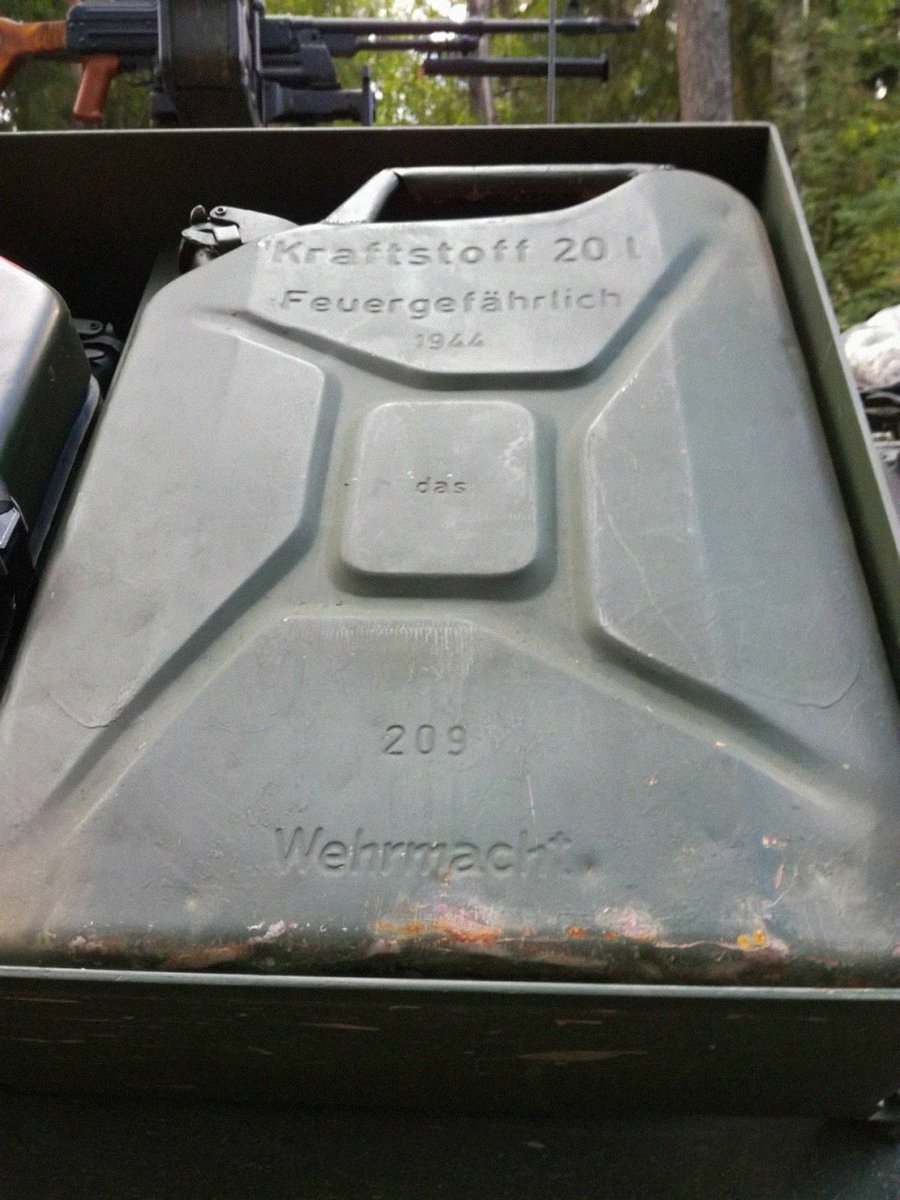 Kraftstoff 20 l
Feuergefährlich
1944
das
209
Wehrmacht